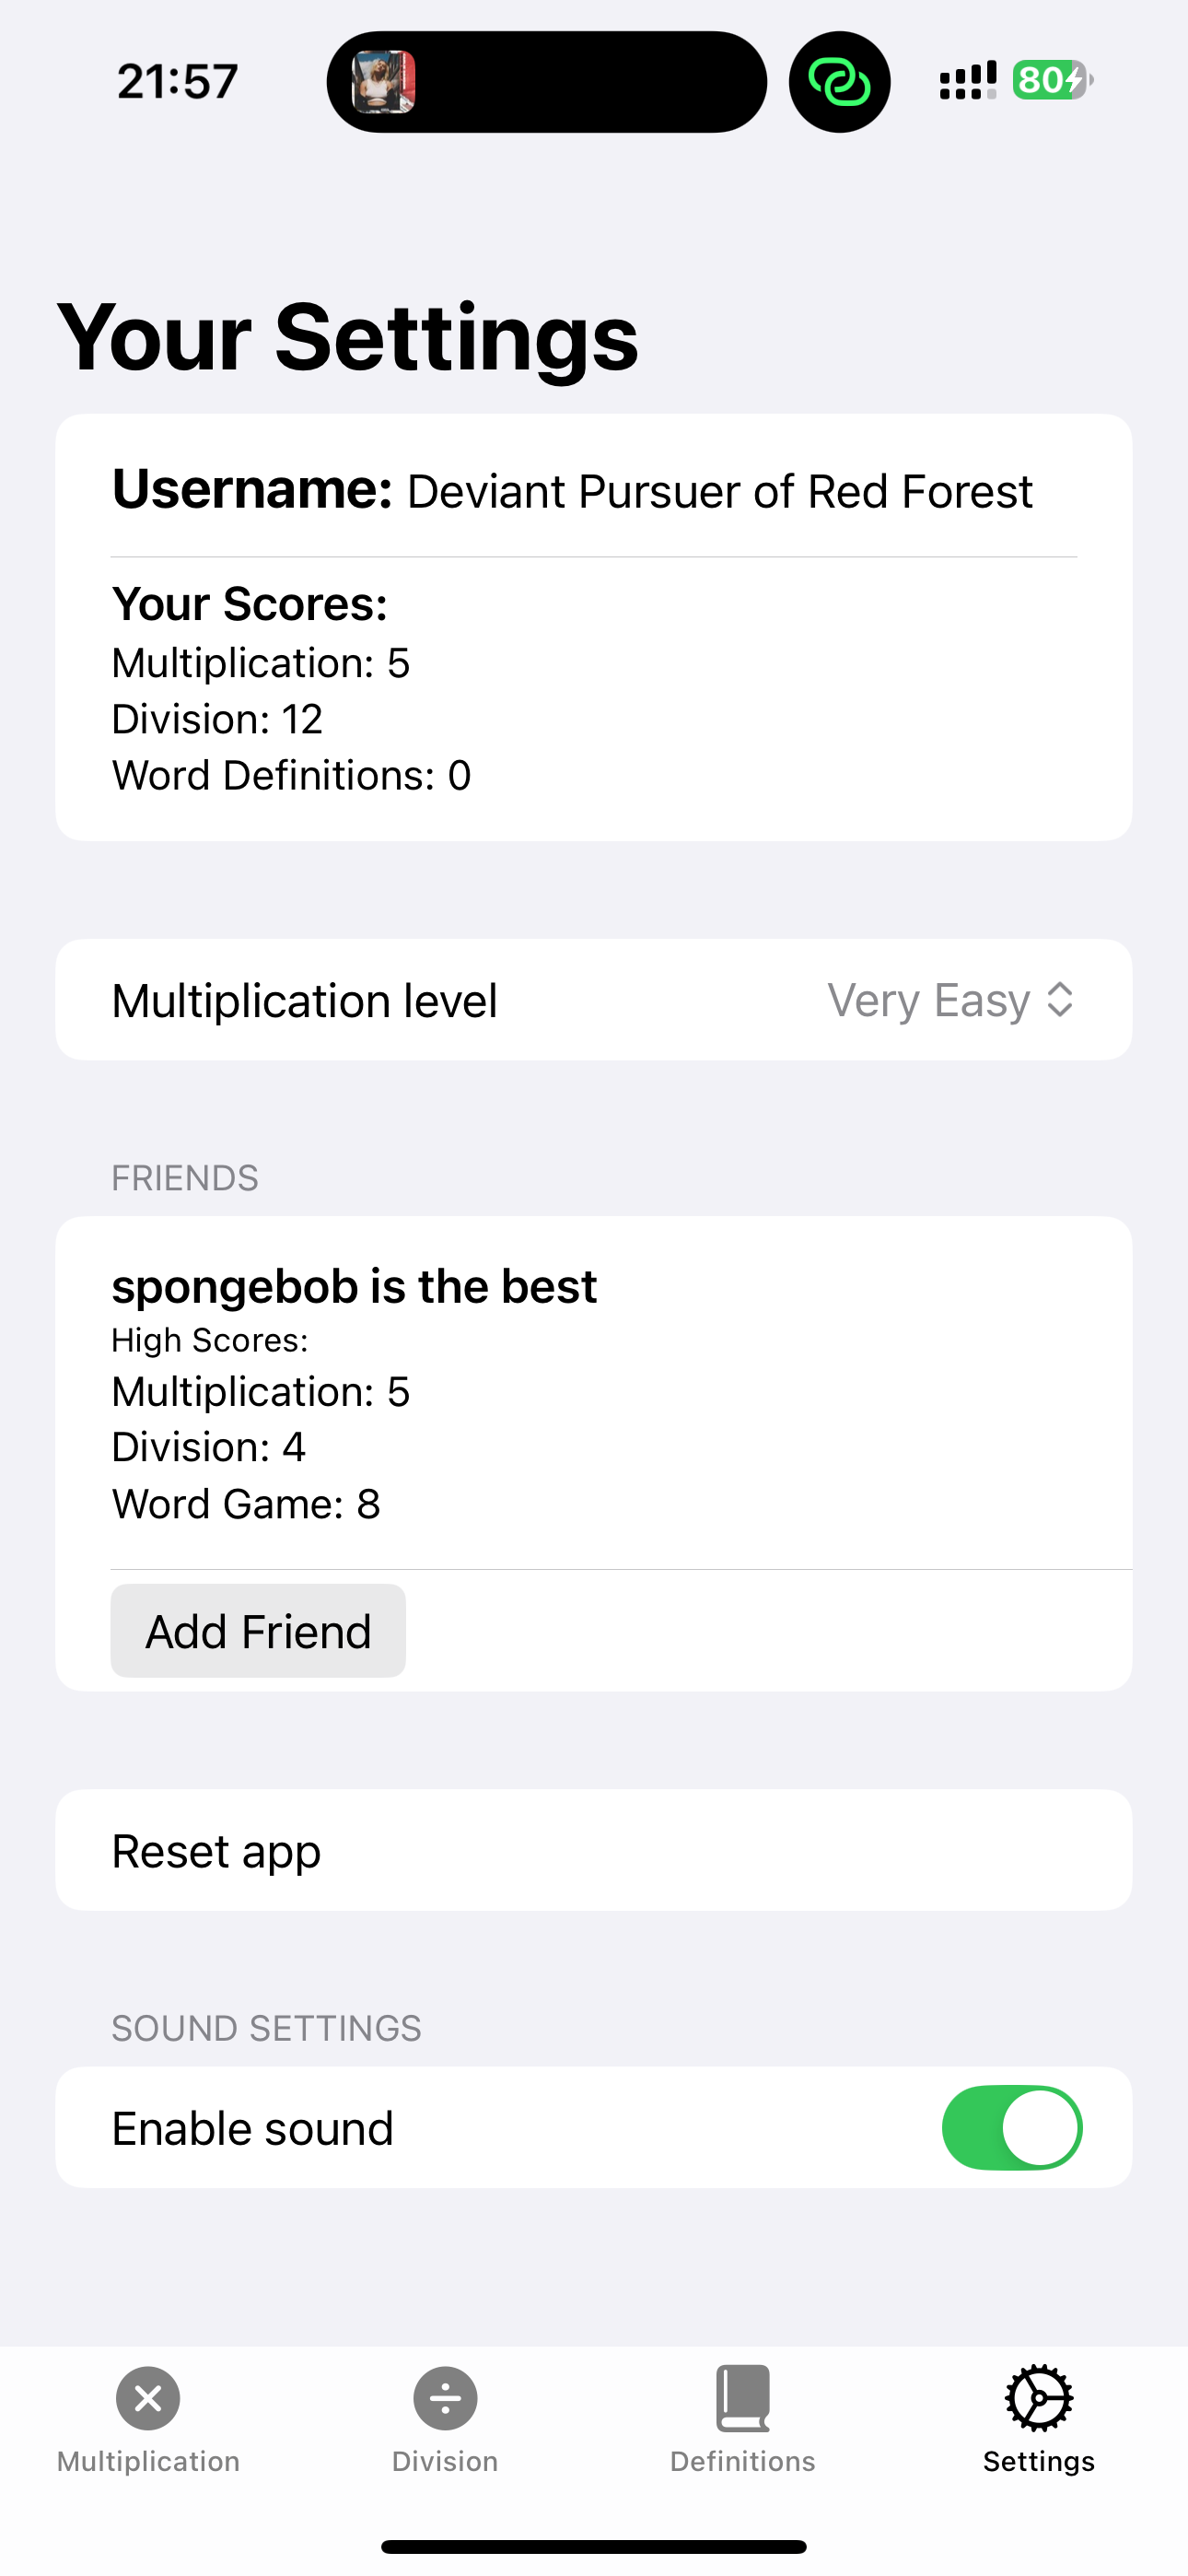 21:57
80
Your Settings
Username: Deviant Pursuer of Red Forest
Your Scores:
Multiplication: 5
Division: 12
Word Definitions: 0
Multiplication level Very Easy
FRIENDS
spongebob is the best
High Scores:
Multiplication: 5
Division: 4
Word Game: 8
Add Friend
Reset app
SOUND SETTINGS
Enable sound
Multiplication Division Definitions Settings